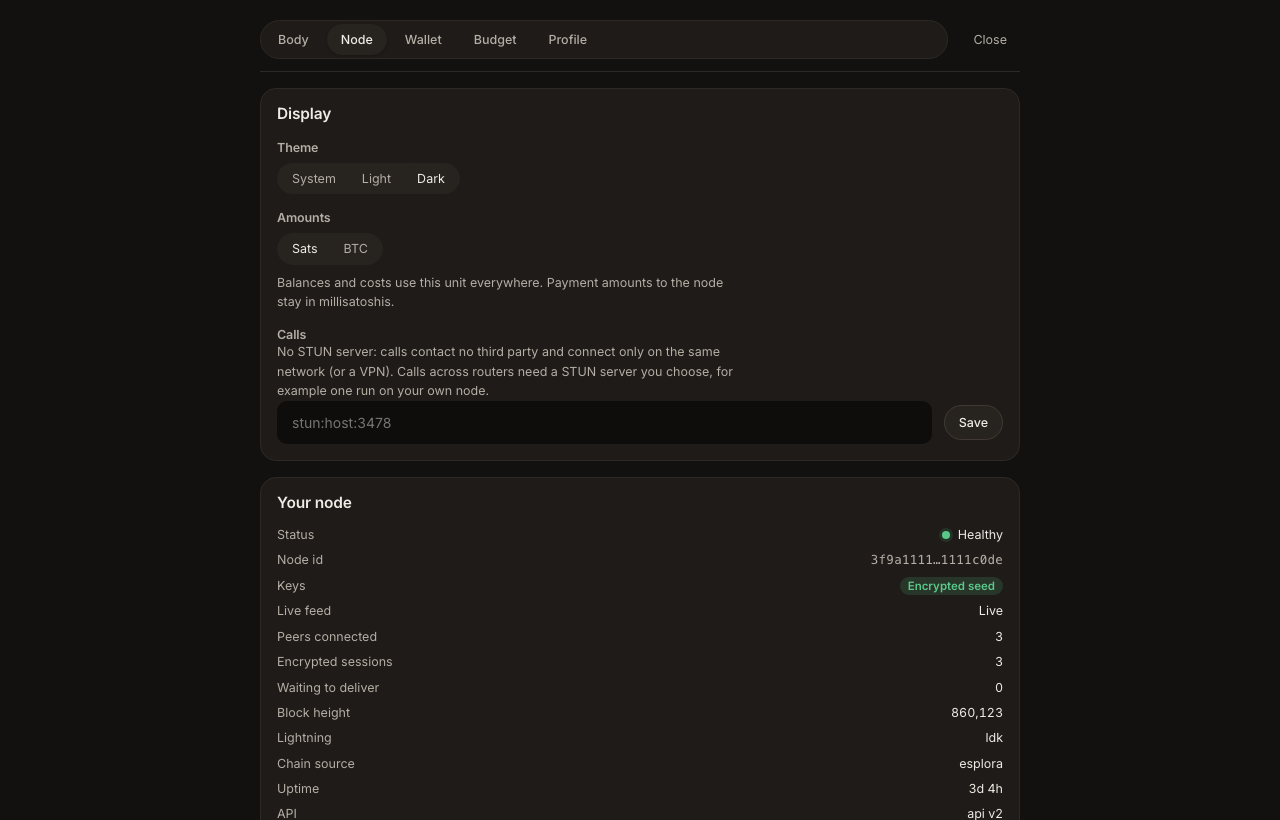 Body Node Wallet Budget Profile Close
Display
Theme
System Light Dark
Amounts
Sats BTC
Balances and costs use this unit everywhere. Payment amounts to the node
stay in millisatoshis.
Calls
No STUN server: calls contact no third party and connect only on the same
network (or a VPN). Calls across routers need a STUN server you choose, for
example one run on your own node.
stun:host:3478 Save
Your node
Status Healthy
Node id 3f9a1111…1111c0de
Keys Encrypted seed
Live feed Live
Peers connected 3
Encrypted sessions 3
Waiting to deliver 0
Block height 860,123
Lightning ldk
Chain source esplora
Uptime 3d 4h
API api v2